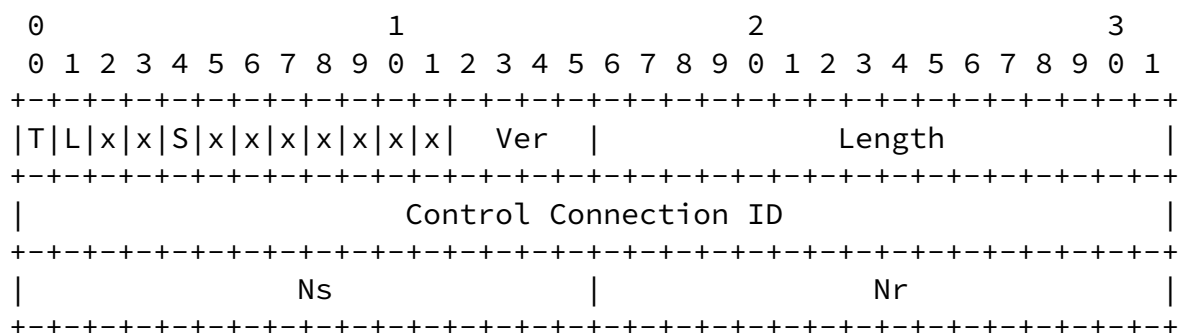 0                   1                   2                   3
 0 1 2 3 4 5 6 7 8 9 0 1 2 3 4 5 6 7 8 9 0 1 2 3 4 5 6 7 8 9 0 1
+-+-+-+-+-+-+-+-+-+-+-+-+-+-+-+-+-+-+-+-+-+-+-+-+-+-+-+-+-+-+-+-+
|T|L|x|x|S|x|x|x|x|x|x|x|  Ver  |             Length            |
+-+-+-+-+-+-+-+-+-+-+-+-+-+-+-+-+-+-+-+-+-+-+-+-+-+-+-+-+-+-+-+-+
|                     Control Connection ID                     |
+-+-+-+-+-+-+-+-+-+-+-+-+-+-+-+-+-+-+-+-+-+-+-+-+-+-+-+-+-+-+-+-+
|               Ns              |               Nr              |
+-+-+-+-+-+-+-+-+-+-+-+-+-+-+-+-+-+-+-+-+-+-+-+-+-+-+-+-+-+-+-+-+